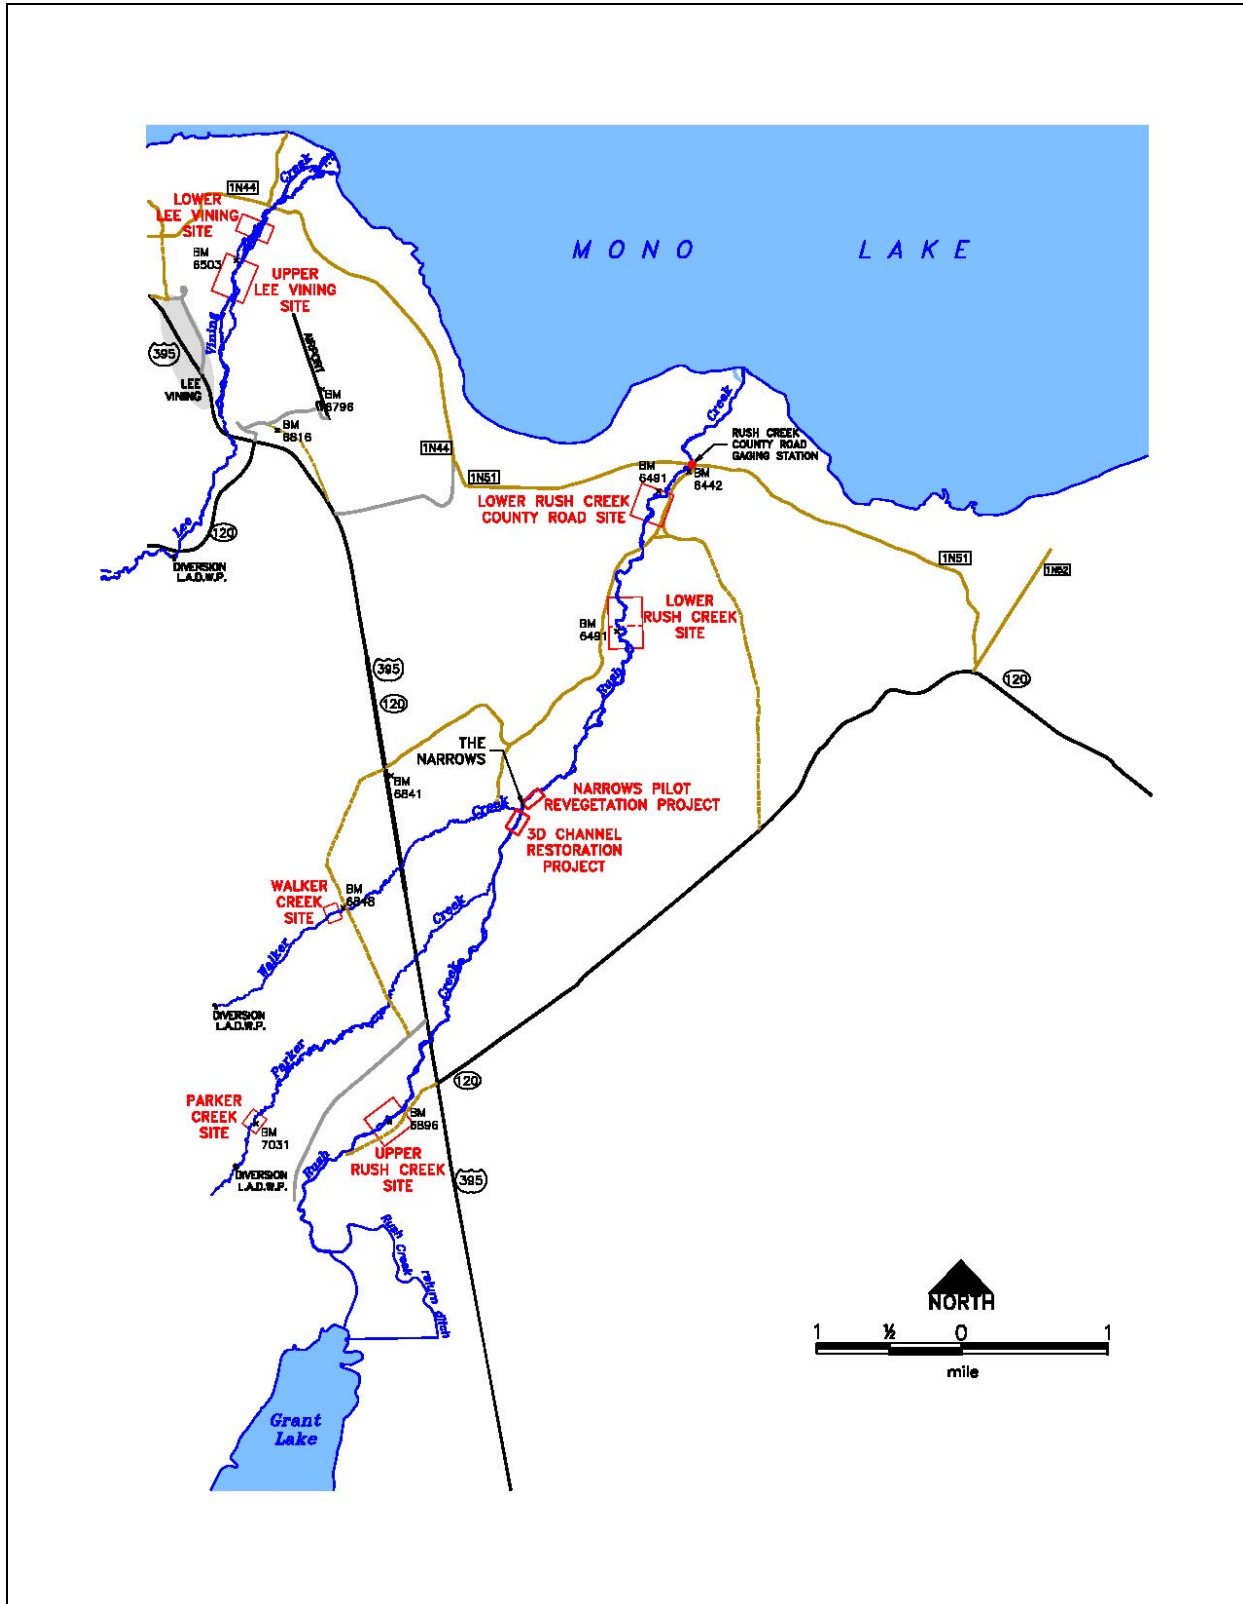 Creek
1N44
LOWER
LEE VINING
SITE
BM
6503
UPPER
LEE VINING
SITE
MONO LAKE
Vining
395
LEE
VINING
AIRPORT
BM
6796
BM
6816
Creek
RUSH CREEK
COUNTY ROAD
GAGING STATION
1N44
1N51
BM
6491
BM
6442
LOWER RUSH CREEK
COUNTY ROAD SITE
Lee
120
DIVERSION
L.A.D.W.P.
1N51
1N52
LOWER
RUSH CREEK
SITE
BM
6491
395
120
120
Rush
THE
NARROWS
BM
6841
NARROWS PILOT
REVEGETATION PROJECT
Creek
3D CHANNEL
RESTORATION
PROJECT
WALKER
CREEK
SITE
BM
6848
Creek
Walker
Creek
DIVERSION
L.A.D.W.P.
Parker
120
PARKER
CREEK
SITE
BM
7031
BM
6896
UPPER
RUSH CREEK
SITE
Rush
DIVERSION
L.A.D.W.P.
395
Rush Creek
return ditch
NORTH
1 ½ 0 1
mile
Grant
Lake